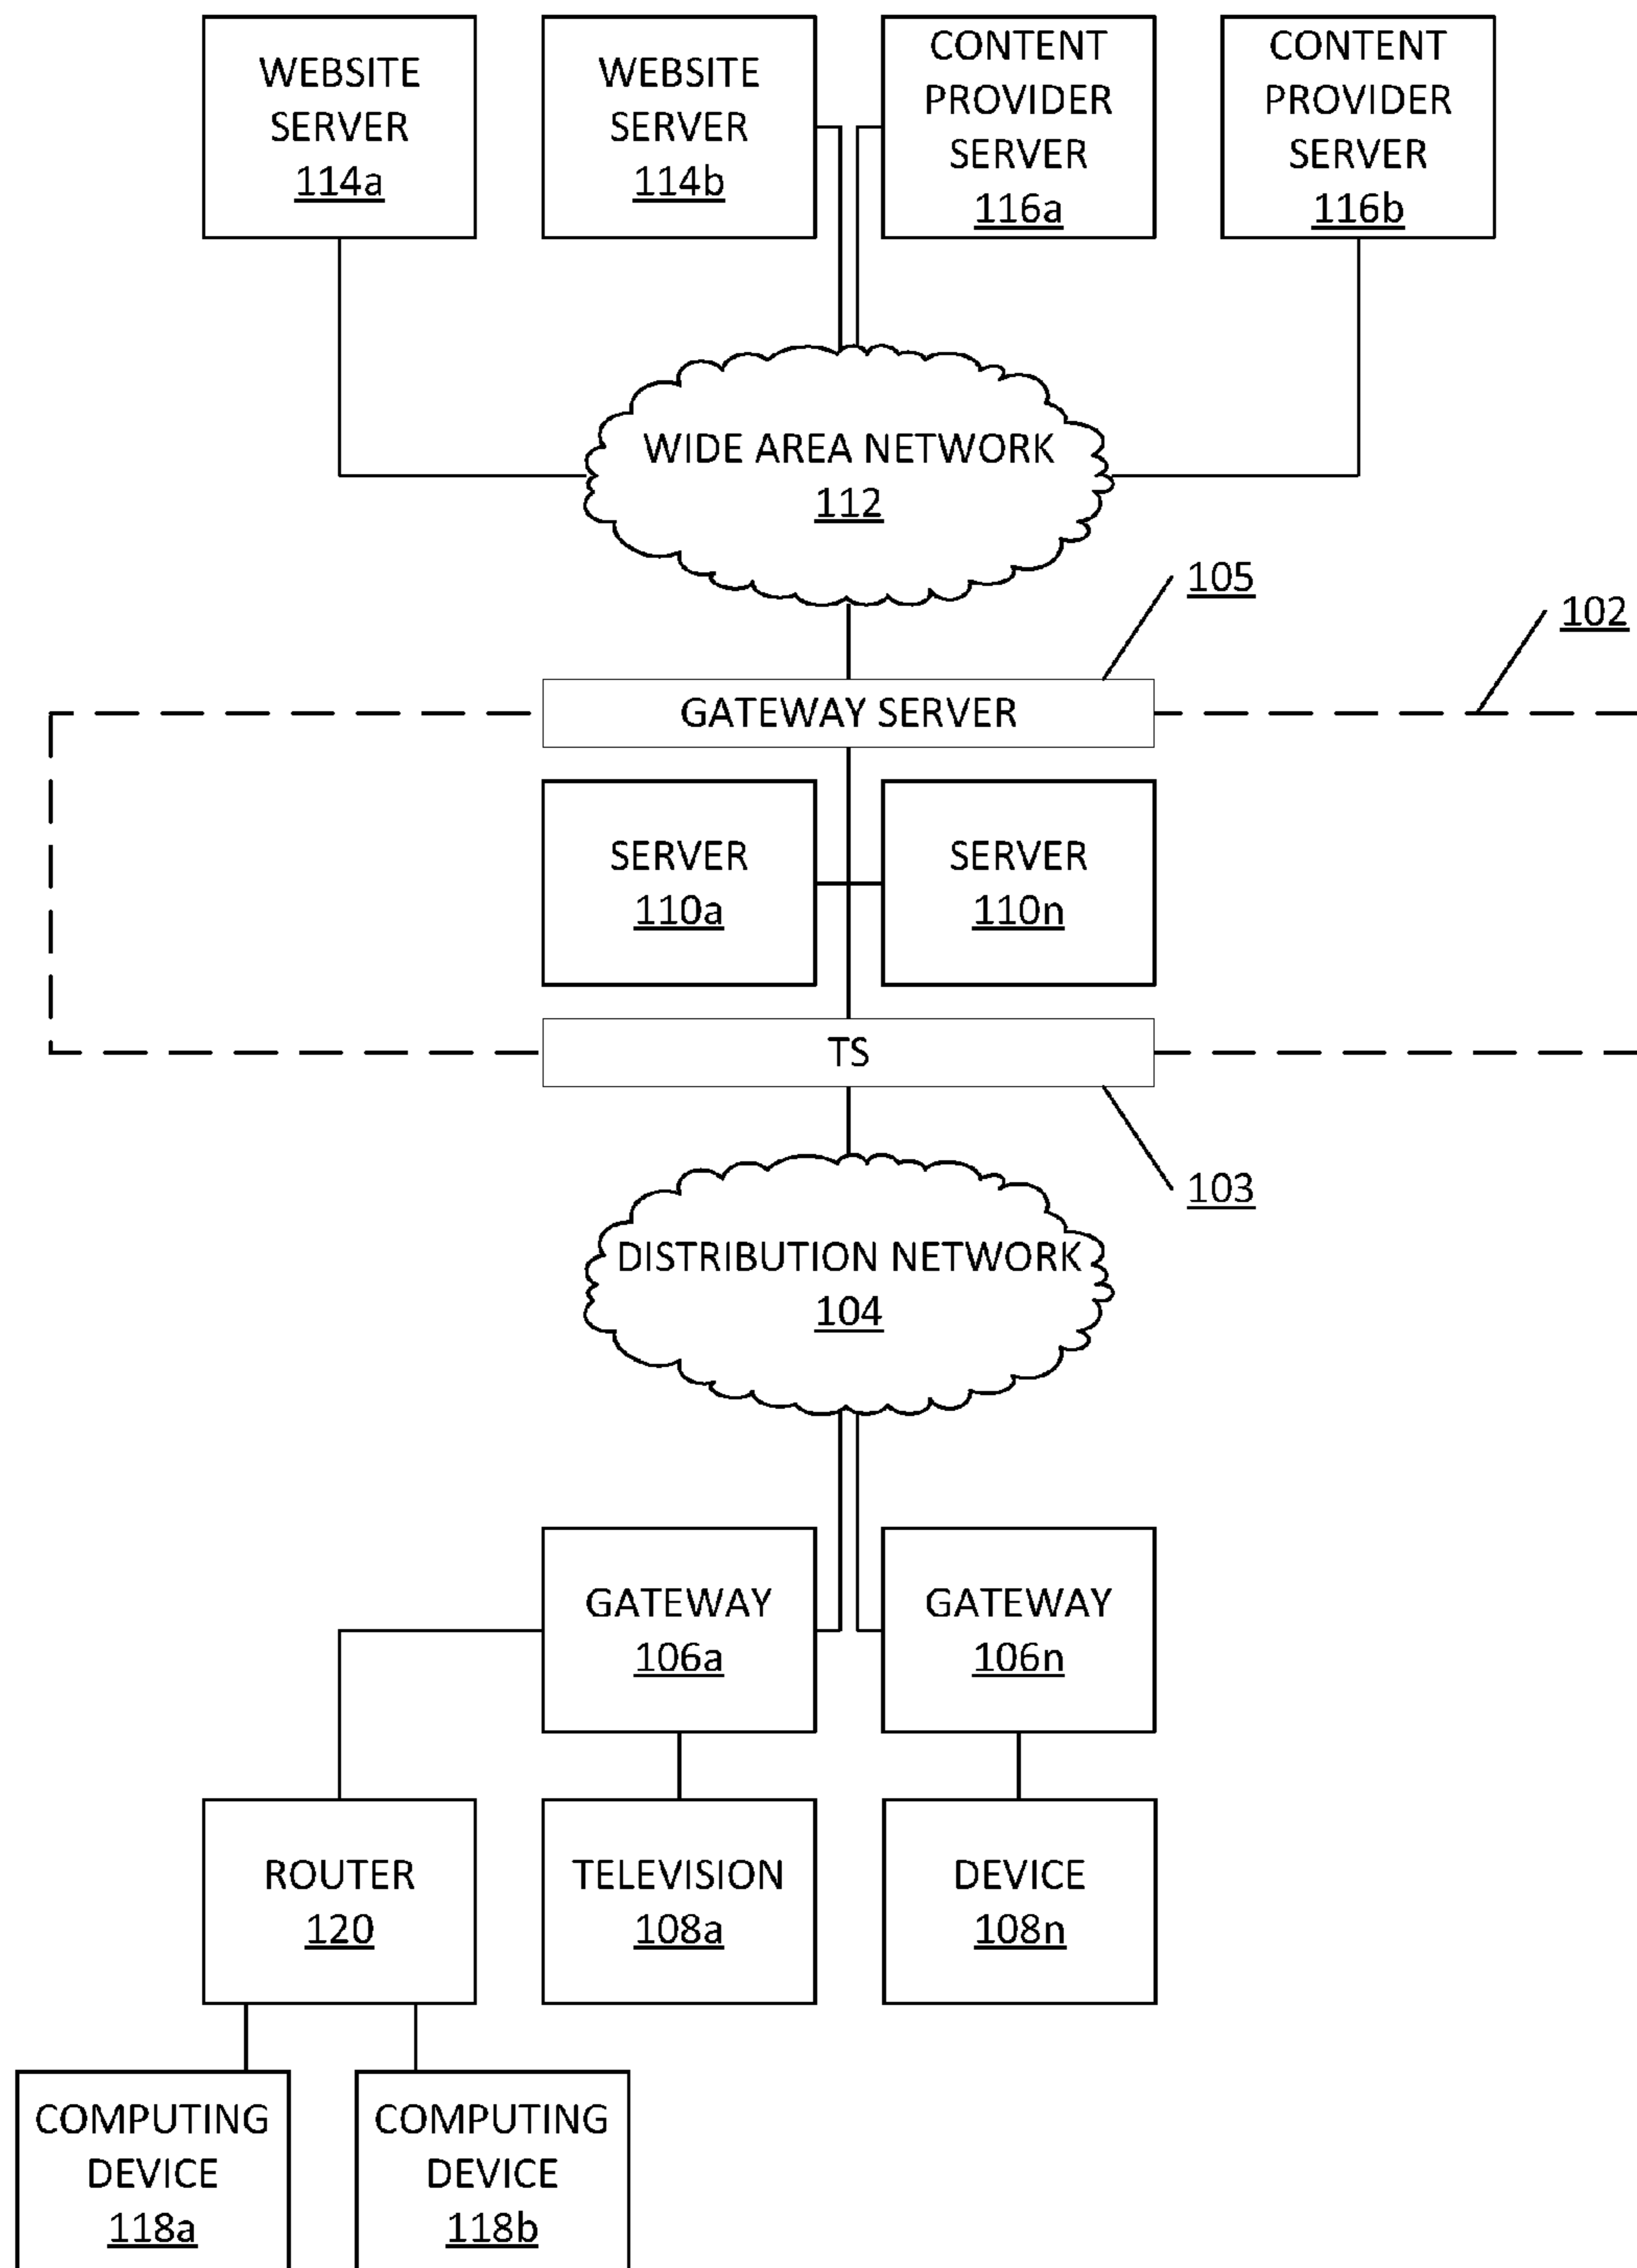 WEBSITE
SERVER
114a
WEBSITE
SERVER
114b
CONTENT
PROVIDER
SERVER
116a
CONTENT
PROVIDER
SERVER
116b
WIDE AREA NETWORK
112
105
102
GATEWAY SERVER
SERVER
110a
SERVER
110n
TS
103
DISTRIBUTION NETWORK
104
GATEWAY
106a
GATEWAY
106n
ROUTER
120
TELEVISION
108a
DEVICE
108n
COMPUTING
DEVICE
118a
COMPUTING
DEVICE
118b